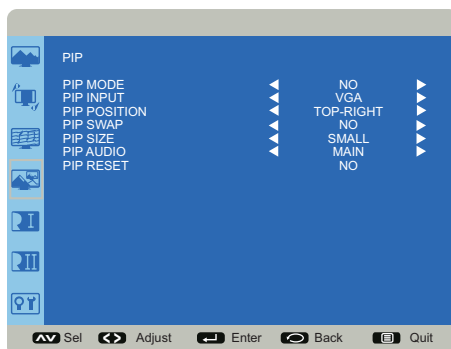 PIP
PIP MODE NO
PIP INPUT VGA
PIP POSITION TOP-RIGHT
PIP SWAP NO
PIP SIZE SMALL
PIP AUDIO MAIN
PIP RESET NO
Sel Adjust Enter Back Quit